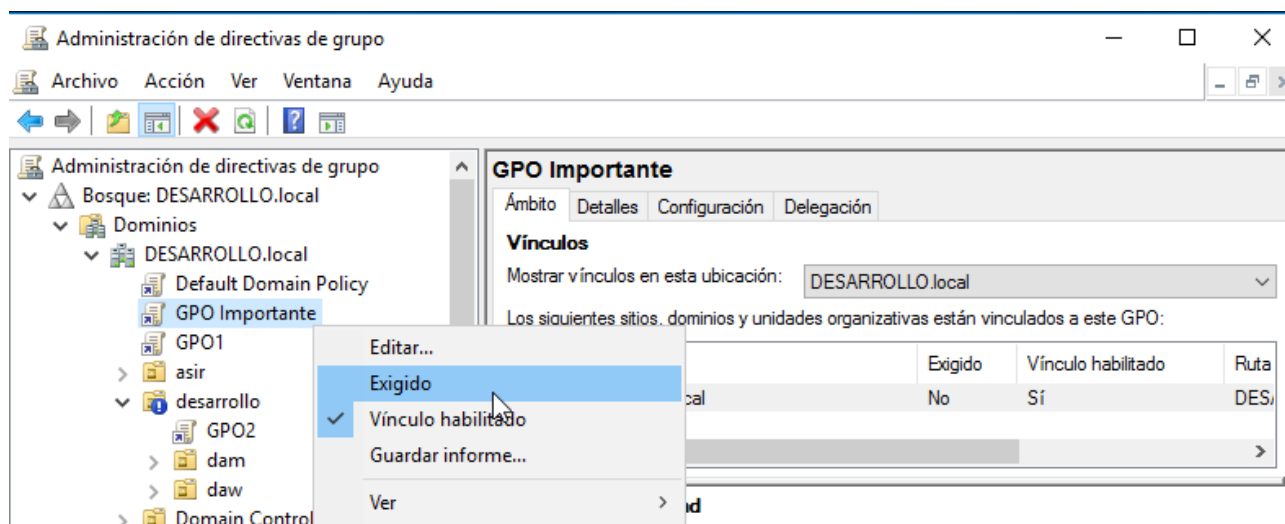 Administración de directivas de grupo
Archivo Acción Ver Ventana Ayuda
Administración de directivas de grupo
Bosque: DESARROLLO.local
Dominios
DESARROLLO.local
Default Domain Policy
GPO Importante
GPO1
asir
desarrollo
GPO2
dam
daw
Domain Control
GPO Importante
Ámbito Detalles Configuración Delegación
Vínculos
Mostrar vínculos en esta ubicación: DESARROLLO.local
Los siguientes sitios, dominios y unidades organizativas están vinculados a este GPO:
Exigido Vínculo habilitado Ruta
cal No Sí DESA
Editar...
Exigido
Vínculo habilitado
Guardar informe...
Ver